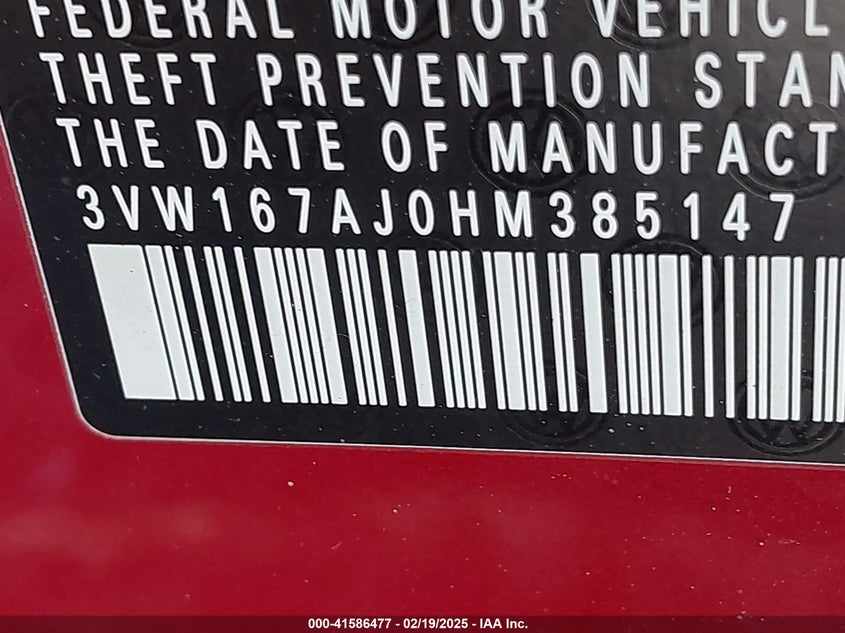 FEDERAL MOTOR VEHICL
THEFT PREVENTION STAN
THE DATE OF MANUFACT
3VW167AJ0HM385147
000-41586477 - 02/19/2025 - IAA Inc.